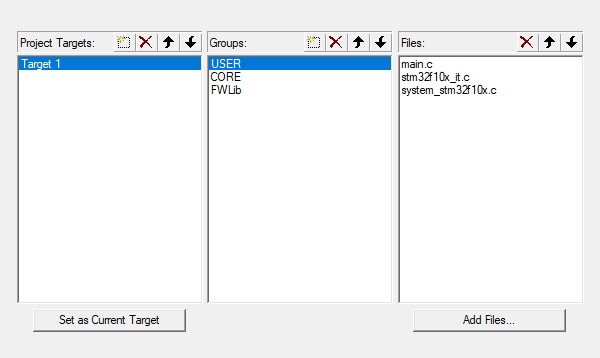 Project Targets:
Groups:
Files:
Target 1
USER
CORE
FWLib
main.c
stm32f10x_it.c
system_stm32f10x.c
Set as Current Target
Add Files...